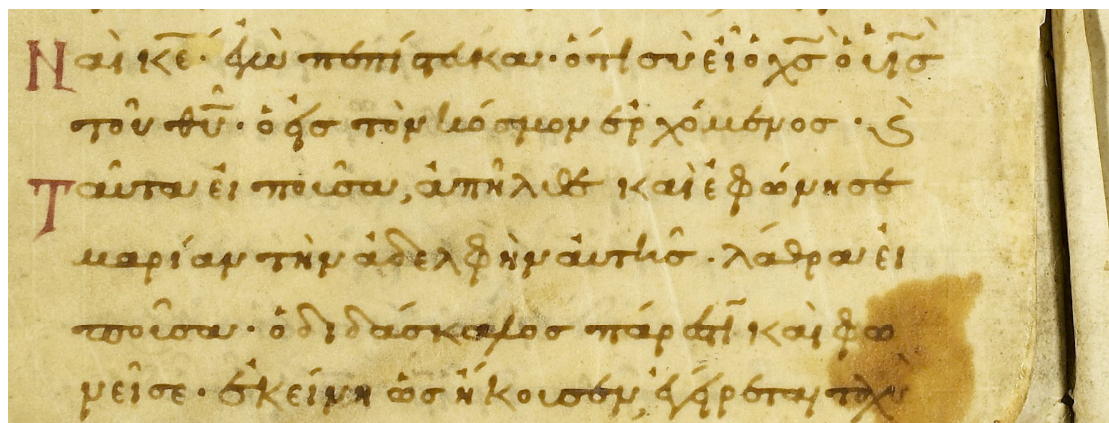 Ναὶ κε̅· ἐγὼ πεπίστευκα· ὅτι σὺ εἶ ὁ χς̅ ὁ υἱὸς
τοῦ θυ̅· ὁ εἰς τὸν κόσμον ἐρχόμενος · Ϛ
Ταῦτα εἰποῦσα, ἀπῆλθε καὶ ἐφώνησε
μαρίαν τὴν ἀδελφὴν αὐτῆς · λάθρα εἰ
ποῦσα · ὁ διδάσκαλος πάρεστι καὶ φω
νεῖ σε · ἐκείνη ὡς ἤκουσεν, ἐγείρεται ταχὺ